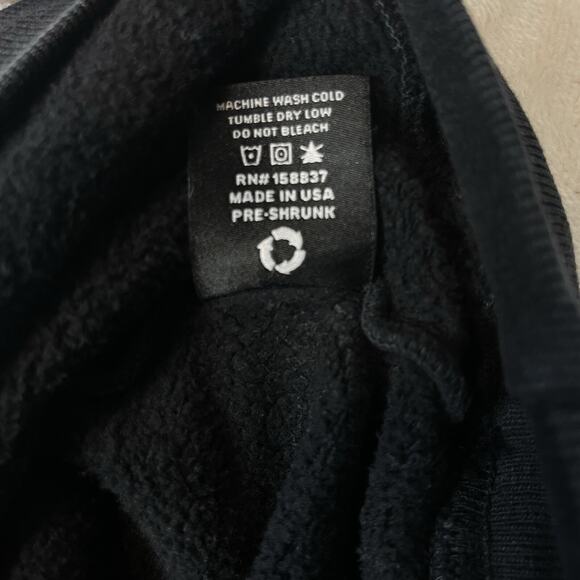 MACHINE WASH COLD
TUMBLE DRY LOW
DO NOT BLEACH
RN# 158837
MADE IN USA
PRE-SHRUNK